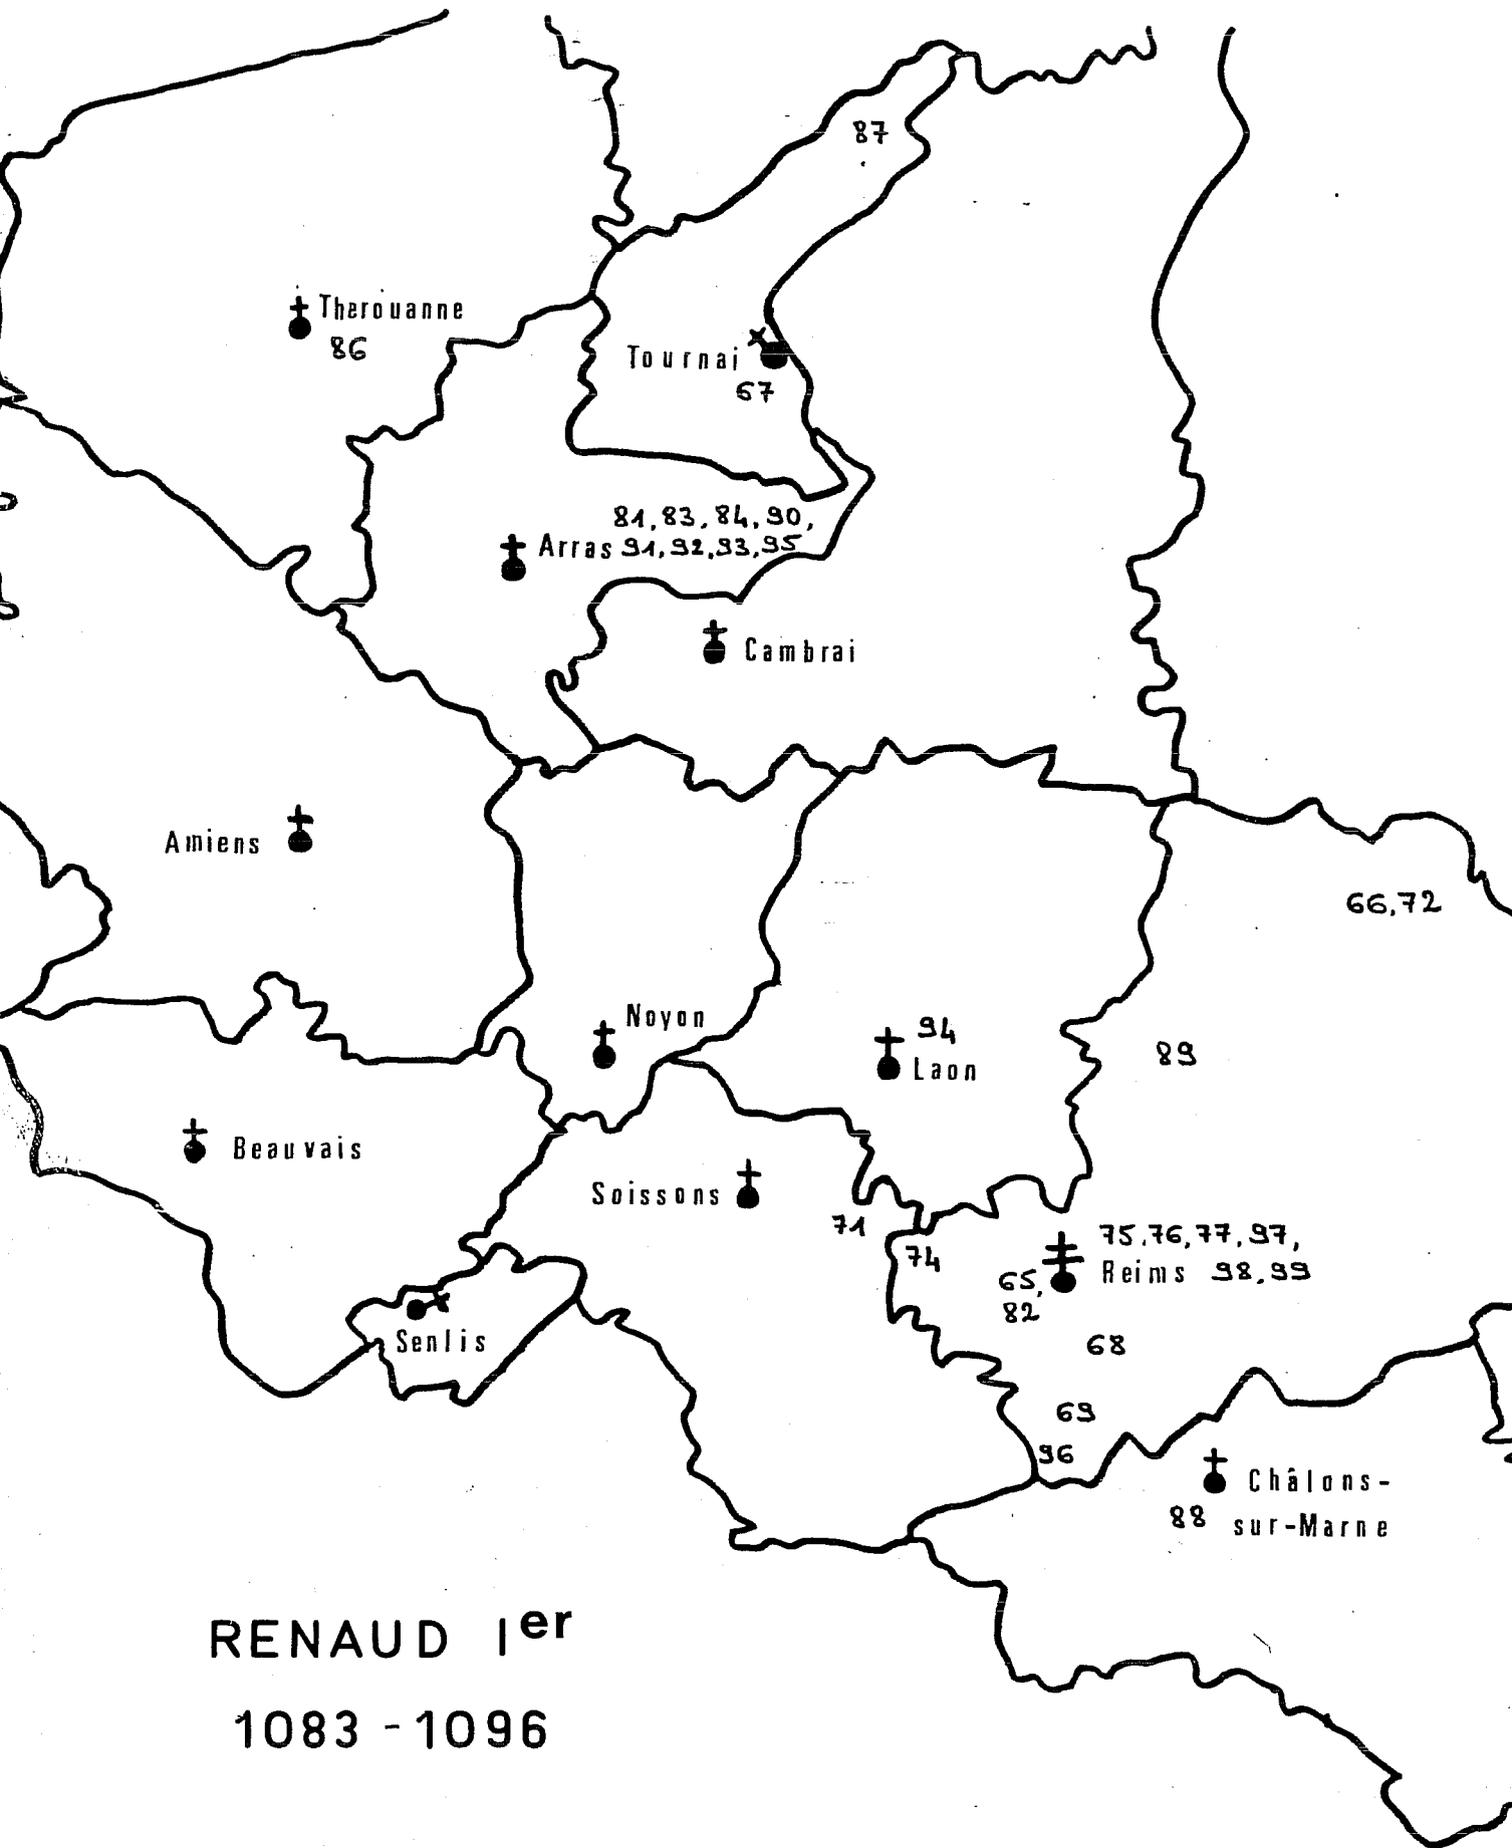 87
Therouanne
86
Tournai
67
81,83,84,90,
Arras 91,92,93,95
Cambrai
Amiens
66,72
Noyon
94
Laon
89
Beauvais
Soissons
71
74
75,76,77,97,
Reims 98,99
65,
82
Senlis
68
69
96
Châlons-
88 sur-Marne
RENAUD Ier
1083 - 1096